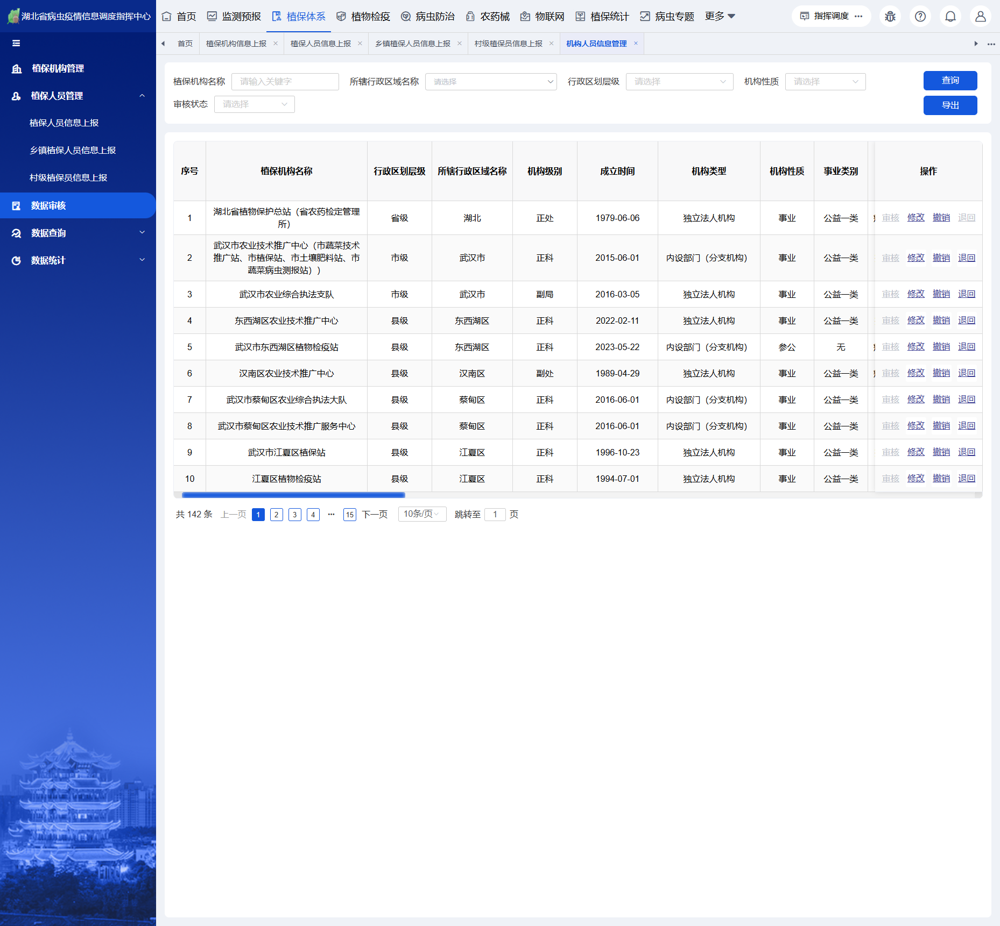 湖北省病虫疫情信息调度指挥中心
首页 监测预报 植保体系 植物检疫 病虫防治 农药械 物联网 植保统计 病虫专题 更多 指挥调度
首页 植保机构信息上报 植保人员信息上报 乡镇植保人员信息上报 村级植保员信息上报 机构人员信息管理
植保机构管理
植保人员管理
植保人员信息上报
乡镇植保人员信息上报
村级植保员信息上报
数据审核
数据查询
数据统计
植保机构名称 请输入关键字 所辖行政区域名称 请选择 行政区划层级 请选择 机构性质 请选择 查询
审核状态 请选择 导出
序号 植保机构名称 行政区划层级 所辖行政区域名称 机构级别 成立时间 机构类型 机构性质 事业类别 操作
1 湖北省植物保护总站（省农药检定管理所） 省级 湖北 正处 1979-06-06 独立法人机构 事业 公益一类 审核 修改 撤销 退回
2 武汉市农业技术推广中心（市蔬菜技术推广站、市植保站、市土壤肥料站、市蔬菜病虫测报站）） 市级 武汉市 正科 2015-06-01 内设部门（分支机构） 事业 公益一类 审核 修改 撤销 退回
3 武汉市农业综合执法支队 市级 武汉市 副局 2016-03-05 独立法人机构 事业 公益一类 审核 修改 撤销 退回
4 东西湖区农业技术推广中心 县级 东西湖区 正科 2022-02-11 独立法人机构 事业 公益一类 审核 修改 撤销 退回
5 武汉市东西湖区植物检疫站 县级 东西湖区 正科 2023-05-22 内设部门（分支机构） 参公 无 审核 修改 撤销 退回
6 汉南区农业技术推广中心 县级 汉南区 副处 1989-04-29 独立法人机构 事业 公益一类 审核 修改 撤销 退回
7 武汉市蔡甸区农业综合执法大队 县级 蔡甸区 正科 2016-06-01 内设部门（分支机构） 事业 公益一类 审核 修改 撤销 退回
8 武汉市蔡甸区农业技术推广服务中心 县级 蔡甸区 正科 2016-06-01 内设部门（分支机构） 事业 公益一类 审核 修改 撤销 退回
9 武汉市江夏区植保站 县级 江夏区 正科 1996-10-23 独立法人机构 事业 公益一类 审核 修改 撤销 退回
10 江夏区植物检疫站 县级 江夏区 正科 1994-07-01 独立法人机构 事业 公益一类 审核 修改 撤销 退回
共 142 条 上一页 1 2 3 4 ··· 15 下一页 10条/页 跳转至 1 页